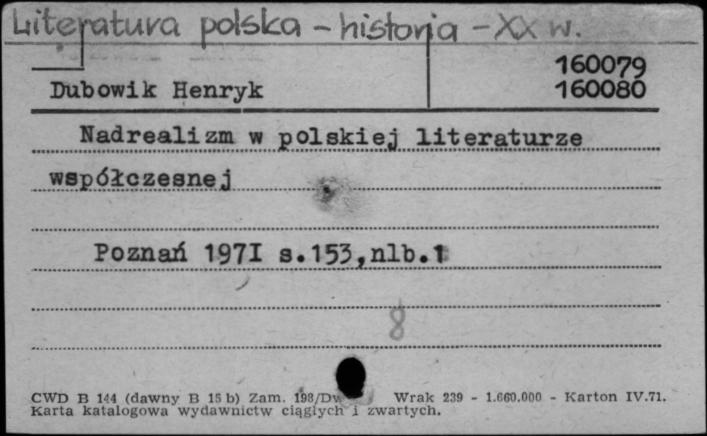 Literatura polska - historia - XX w.
160079
Dubowik Henryk 160080
Nadrealizm w polskiej literaturze
współczesnej
Poznań 197I s.153,nlb.1
8
CWD B 144 (dawny B 15 b) Zam. 198/Dw Wrak 239 - 1.660.000 - Karton IV.71.
Karta katalogowa wydawnictw ciągłych i zwartych.